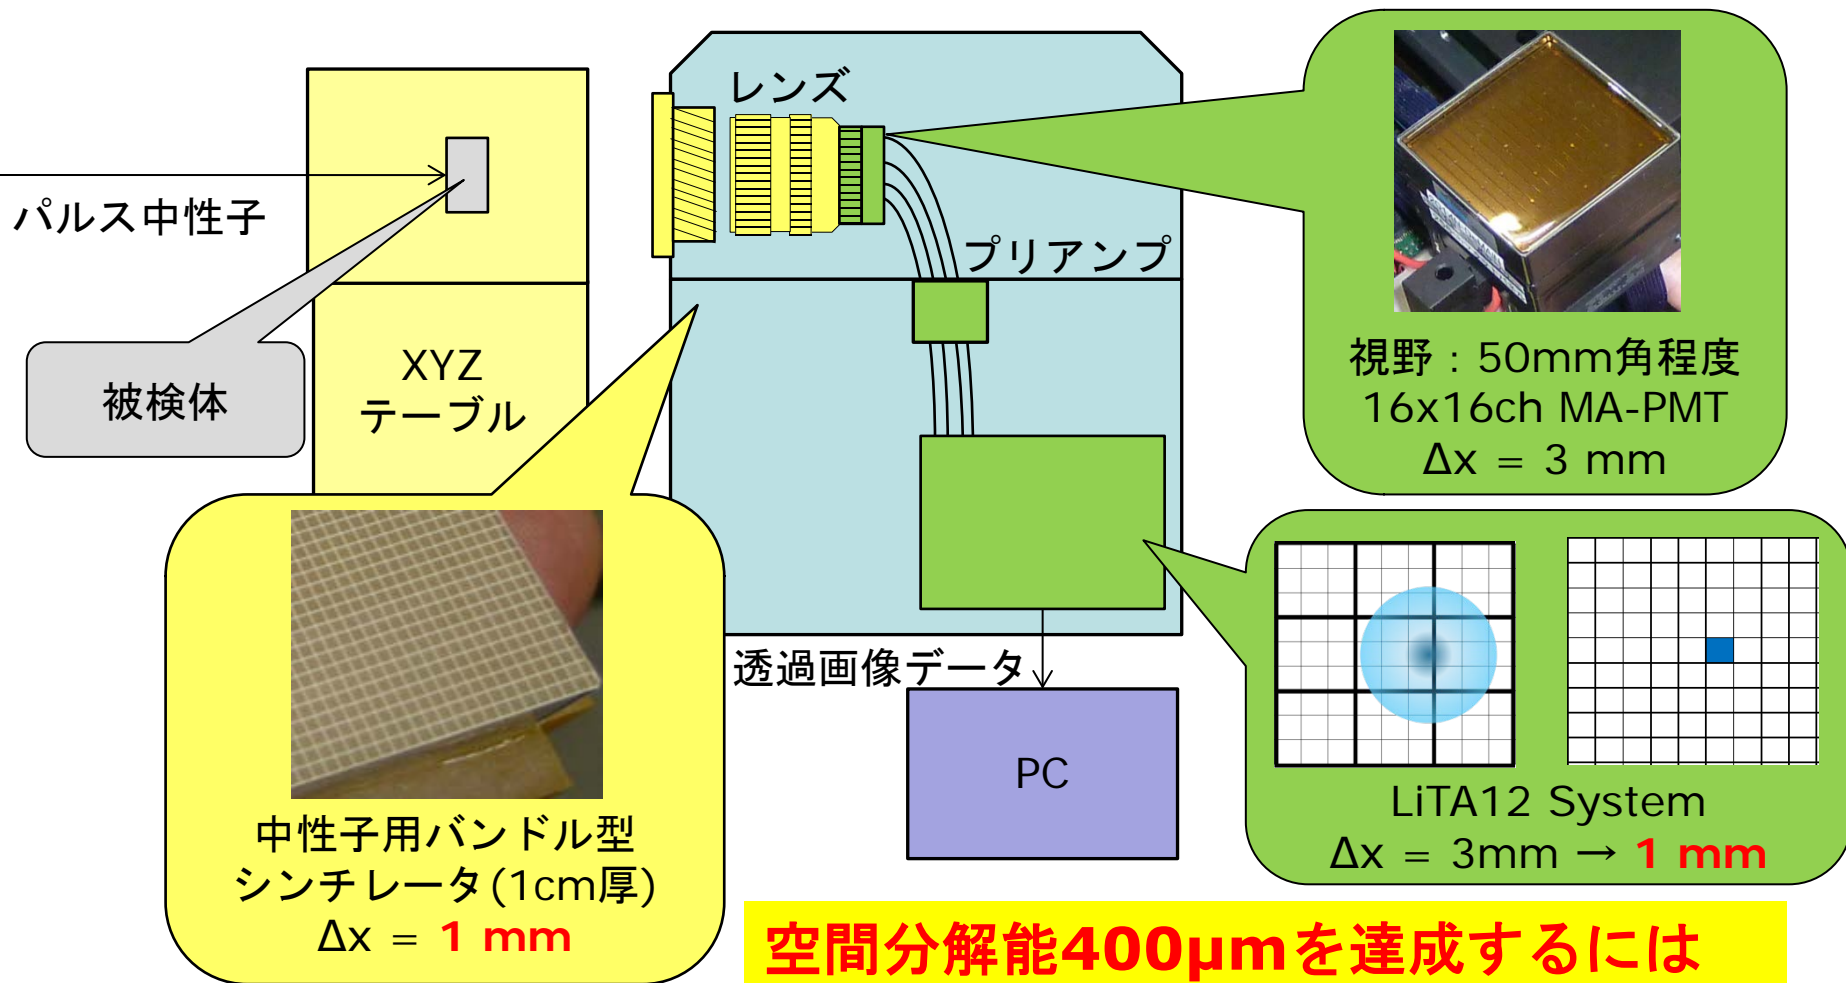 レンズ
パルス中性子
プリアンプ
被検体
XYZ
テーブル
視野：50mm角程度
16x16ch MA-PMT
Δx = 3 mm
透過画像データ
PC
LiTA12 System
Δx = 3mm → 1 mm
中性子用バンドル型
シンチレータ(1cm厚)
Δx = 1 mm
空間分解能400μmを達成するには